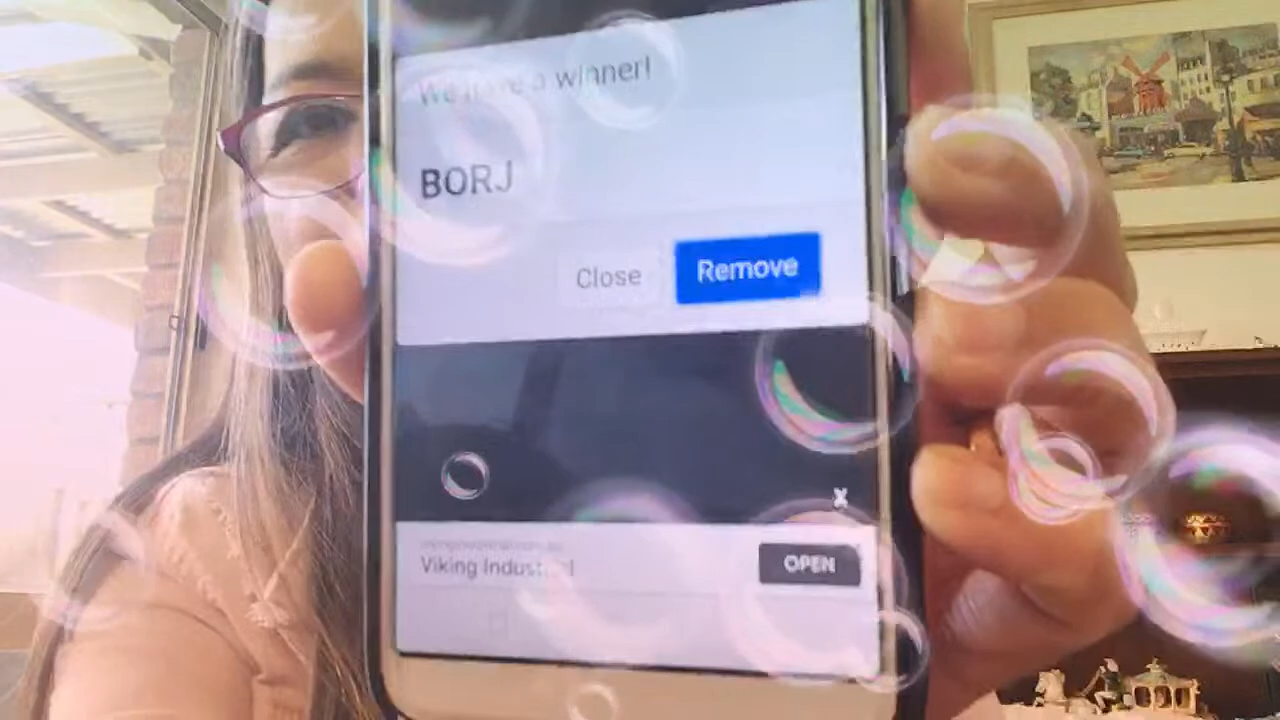 We have a winner!
BORJ
Close
Remove
X
Viking Industrial
OPEN